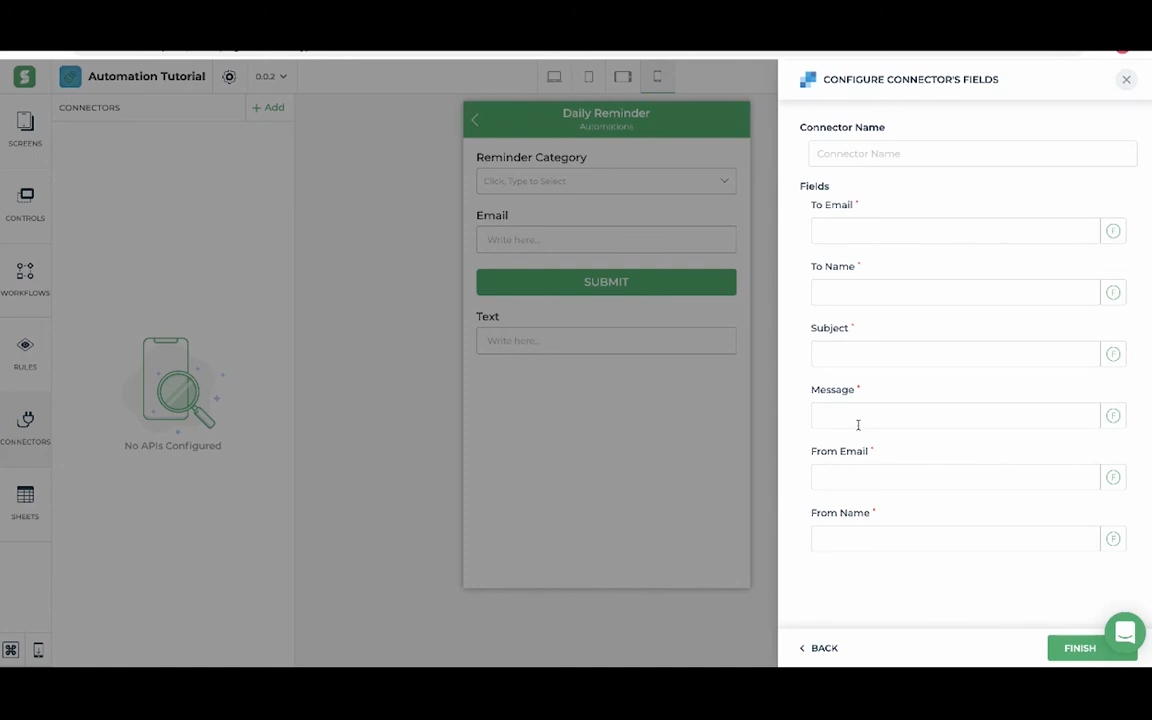 Automation Tutorial
0.0.2
CONNECTORS
+ Add
SCREENS
CONTROLS
WORKFLOWS
RULES
CONNECTORS
SHEETS
No APIs Configured
Daily Reminder
Automations
Reminder Category
Click, Type to Select
Email
Write here...
SUBMIT
Text
Write here...
CONFIGURE CONNECTOR'S FIELDS
Connector Name
Connector Name
Fields
To Email *
F
To Name *
F
Subject *
F
Message *
F
From Email *
F
From Name *
F
BACK
FINISH